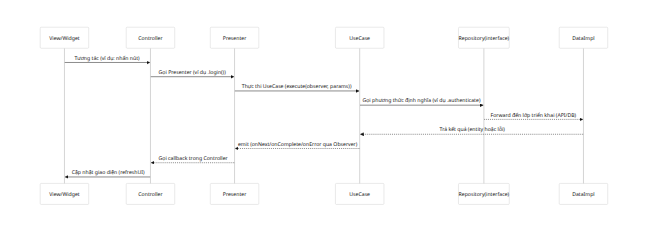 View/Widget Controller Presenter UseCase Repository(interface) DataImpl
Tương tác (ví dụ: nhấn nút)
Gọi Presenter (ví dụ .login())
Thực thi UseCase (execute(observer, params))
Gọi phương thức định nghĩa (ví dụ .authenticate)
Forward đến lớp triển khai (API/DB)
Trả kết quả (entity hoặc lỗi)
emit (onNext/onComplete/onError qua Observer)
Gọi callback trong Controller
Cập nhật giao diện (refreshUI)
View/Widget Controller Presenter UseCase Repository(interface) DataImpl